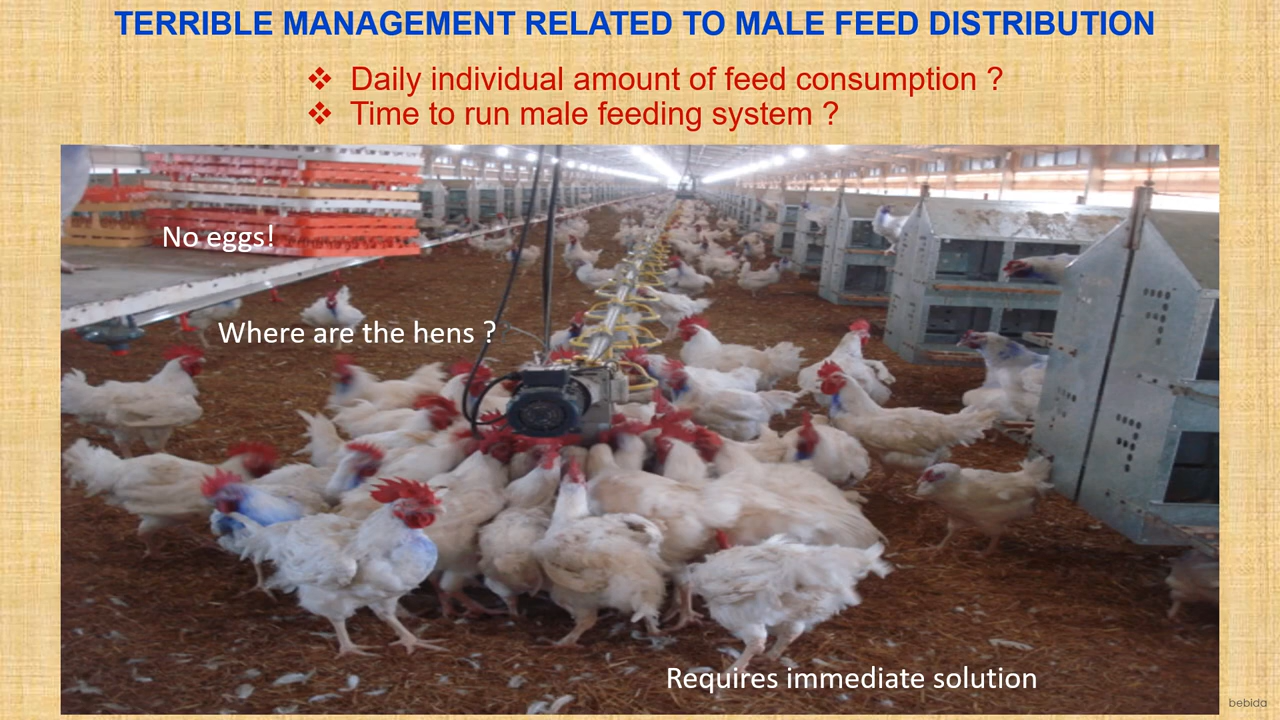 TERRIBLE MANAGEMENT RELATED TO MALE FEED DISTRIBUTION
❖ Daily individual amount of feed consumption ?
❖ Time to run male feeding system ?
No eggs!
Where are the hens ?
Requires immediate solution
bebida